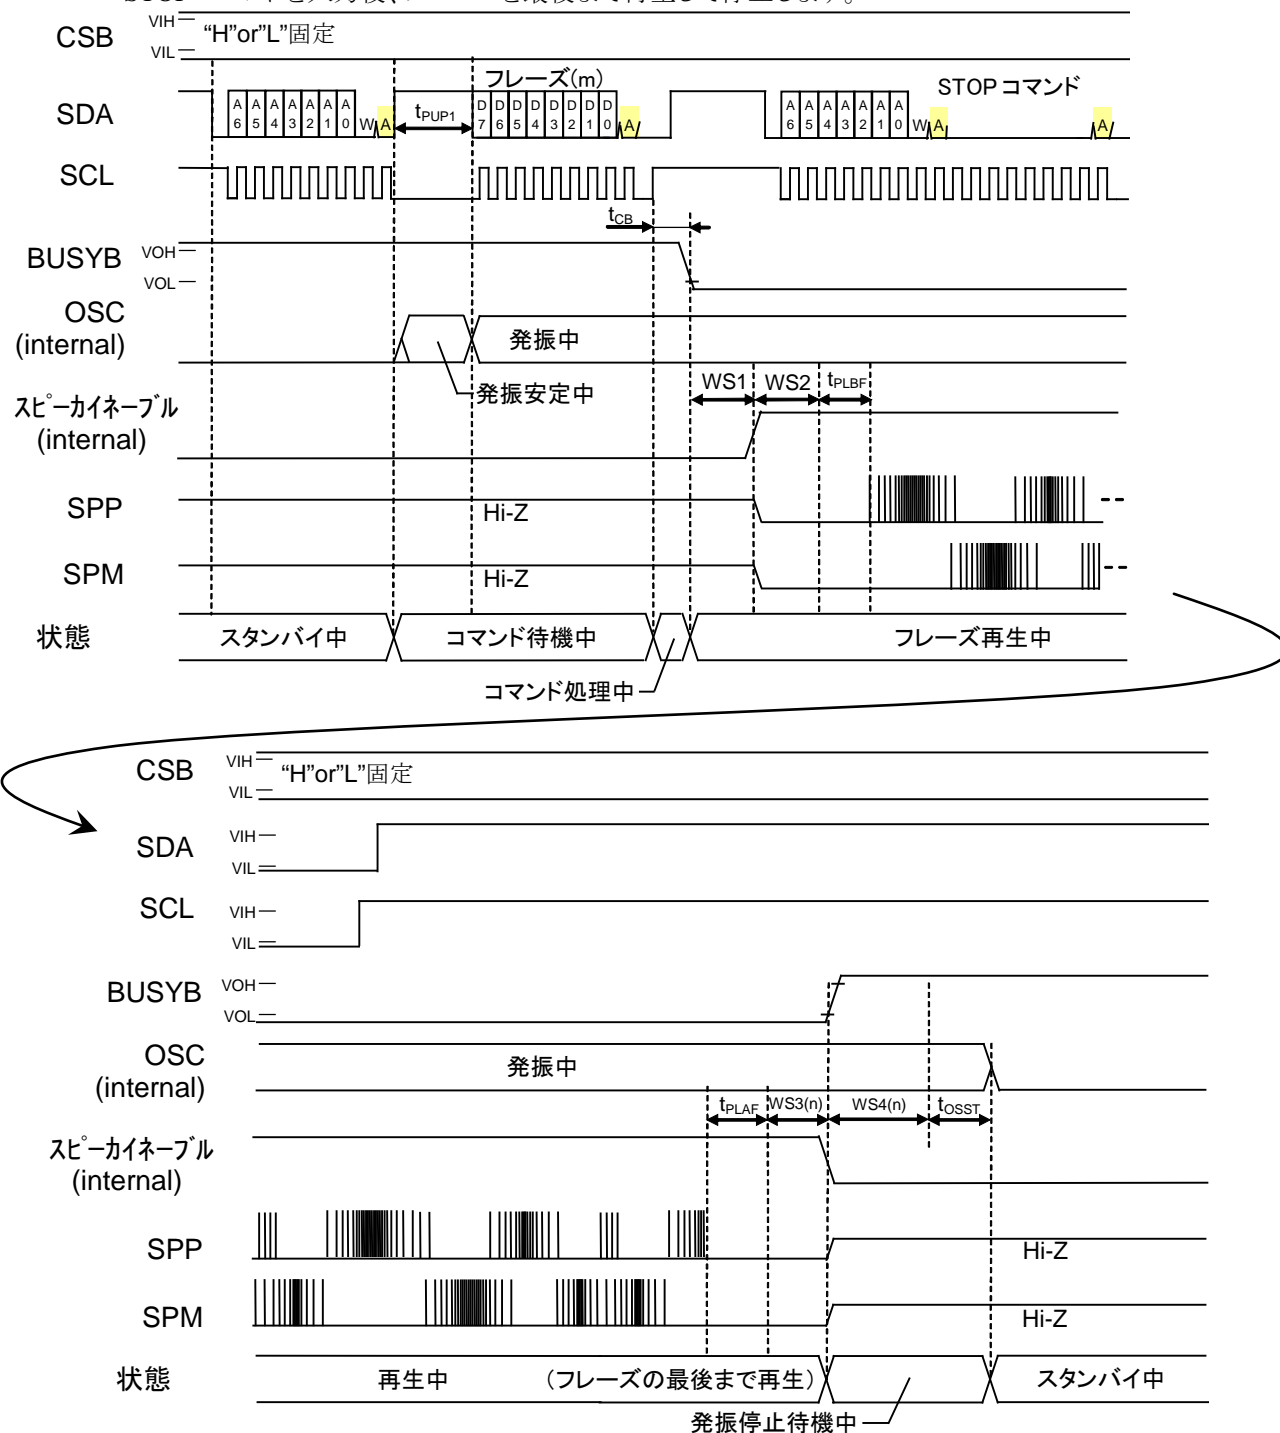 CSB VIH "H"or"L"固定
VIL
フレーズ(m)
STOP コマンド
SDA A6 A5 A4 A3 A2 A1 A0 W A tPUP1 D7 D6 D5 D4 D3 D2 D1 D0 A A6 A5 A4 A3 A2 A1 A0 W A A
SCL
tCB
BUSYB VOH
VOL
OSC
(internal)
発振中
発振安定中
WS1 WS2 tPLBF
スピーカイネーブル
(internal)
SPP Hi-Z
SPM Hi-Z
状態 スタンバイ中 コマンド待機中 フレーズ再生中
コマンド処理中
CSB VIH "H"or"L"固定
VIL
SDA VIH
VIL
SCL VIH
VIL
BUSYB VOH
VOL
OSC
(internal)
発振中
tPLAF WS3(n) WS4(n) tOSST
スピーカイネーブル
(internal)
SPP Hi-Z
SPM Hi-Z
状態 再生中 (フレーズの最後まで再生) スタンバイ中
発振停止待機中